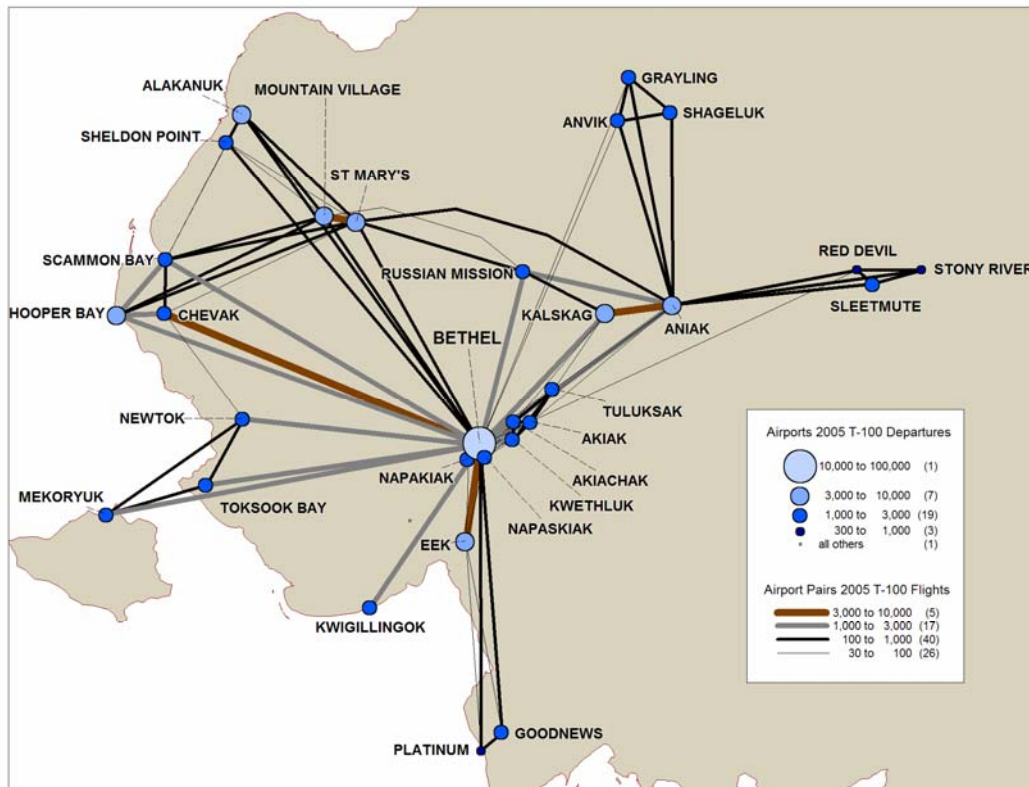 GRAYLING
ALAKANUK
MOUNTAIN VILLAGE
ANVIK
SHAGELUK
SHELDON POINT
ST MARY'S
RED DEVIL
STONY RIVER
SCAMMON BAY
RUSSIAN MISSION
SLEETMUTE
HOOPER BAY
CHEVAK
KALSKAG
ANIAK
BETHEL
TULUKSAK
NEWTOK
AKIAK
NAPAKIAK
AKIACHAK
MEKORYUK
TOKSOOK BAY
KWETHLUK
NAPASKIAK
EEK
KWIGILLINGOK
GOODNEWS
PLATINUM
Airports 2005 T-100 Departures
10,000 to 100,000 (1)
3,000 to 10,000 (7)
1,000 to 3,000 (19)
300 to 1,000 (3)
all others (1)
Airport Pairs 2005 T-100 Flights
3,000 to 10,000 (5)
1,000 to 3,000 (17)
100 to 1,000 (40)
30 to 100 (26)